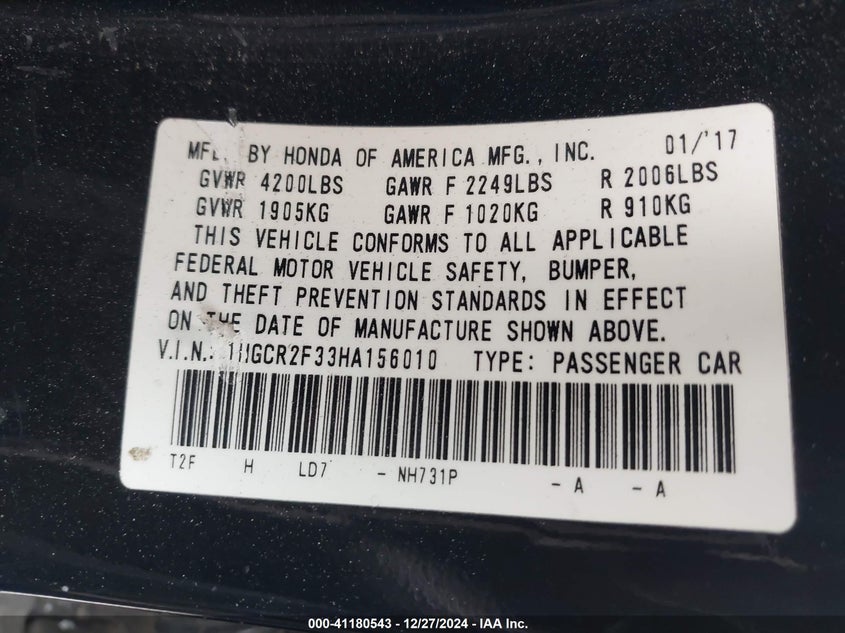 MFD. BY HONDA OF AMERICA MFG., INC. 01/'17
GVWR 4200LBS GAWR F 2249LBS R 2006LBS
GVWR 1905KG GAWR F 1020KG R 910KG
THIS VEHICLE CONFORMS TO ALL APPLICABLE
FEDERAL MOTOR VEHICLE SAFETY, BUMPER,
AND THEFT PREVENTION STANDARDS IN EFFECT
ON THE DATE OF MANUFACTURE SHOWN ABOVE.
V.I.N.: 1HGCR2F33HA156010 TYPE: PASSENGER CAR
T2F H LD7 - NH731P - A - A
000-41180543 - 12/27/2024 - IAA Inc.